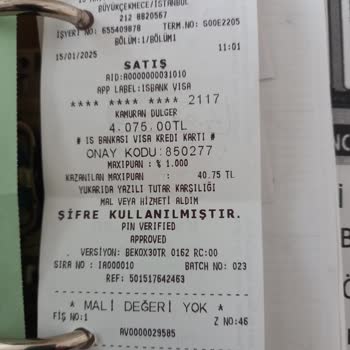 BÜYÜKÇEKMECE/İSTANBUL
212 8820567
İŞYERİ NO: 655409878 TERM.NO: S00E2205
BÖLÜM:1/BÖLÜM1
15/01/2025 11:01
SATIŞ
AID:A0000000031010
APP LABEL:ISBANK VISA
**** **** **** 2117
KAMURAN DULGER
4.075,00TL
# IS BANKASI VISA KREDI KARTI #
ONAY KODU:850277
MAXIPUAN : % 1.000
KAZANILAN MAXIPUAN : 40.75 TL
YUKARIDA YAZILI TUTAR KARŞILIĞI
MAL VEYA HİZMETİ ALDIM
ŞİFRE KULLANILMIŞTIR.
PIN VERIFIED
APPROVED
VERSİYON: BEKOX30TR 0162 RC:00
SIRA NO : IA000010 BATCH NO: 023
REF: 501517642463
* MALİ DEĞERİ YOK *
FİŞ NO:1 Z NO:46
AV0000029585